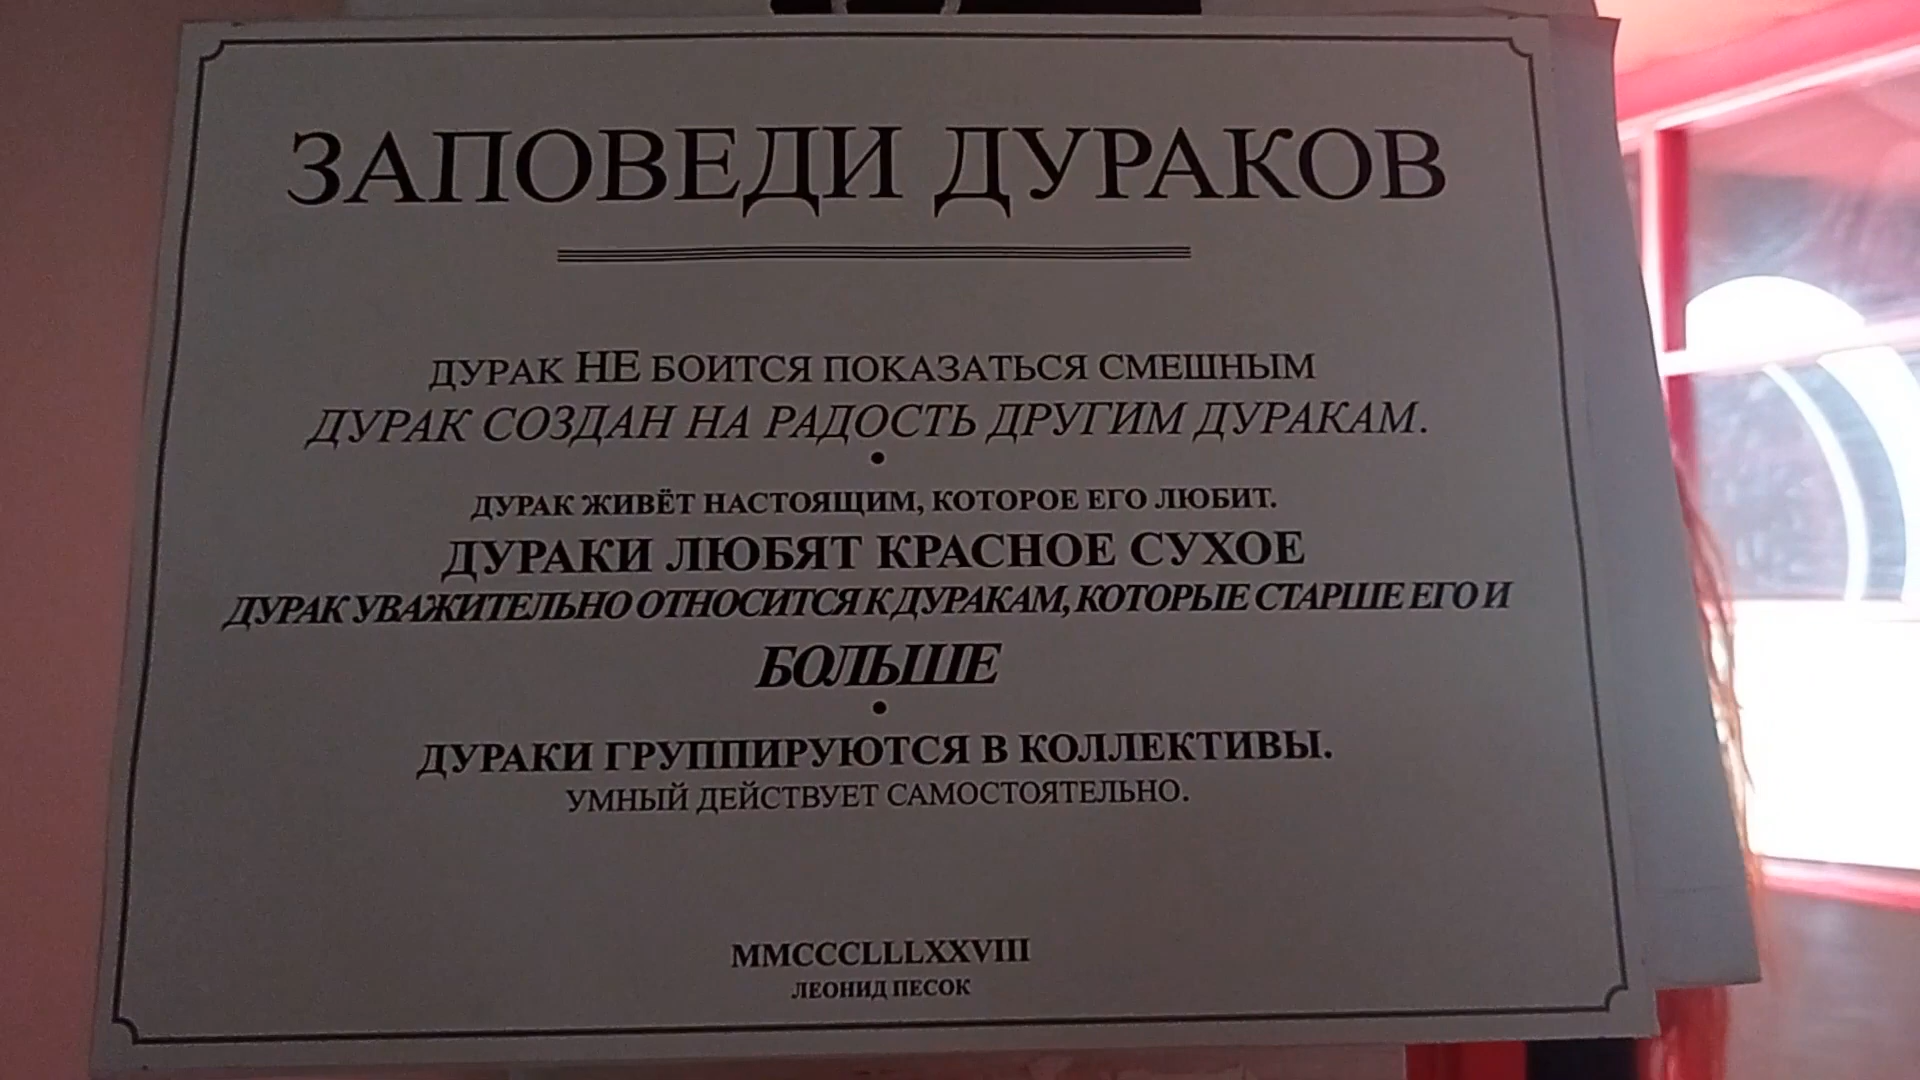 ЗАПОВЕДИ ДУРАКОВ
ДУРАК НЕ БОИТСЯ ПОКАЗАТЬСЯ СМЕШНЫМ
ДУРАК СОЗДАН НА РАДОСТЬ ДРУГИМ ДУРАКАМ.
•
ДУРАК ЖИВЁТ НАСТОЯЩИМ, КОТОРОЕ ЕГО ЛЮБИТ.
ДУРАКИ ЛЮБЯТ КРАСНОЕ СУХОЕ
ДУРАК УВАЖИТЕЛЬНО ОТНОСИТСЯ К ДУРАКАМ, КОТОРЫЕ СТАРШЕ ЕГО И
БОЛЬШЕ
•
ДУРАКИ ГРУППИРУЮТСЯ В КОЛЛЕКТИВЫ.
УМНЫЙ ДЕЙСТВУЕТ САМОСТОЯТЕЛЬНО.
MMCCCLLLXXVIII
ЛЕОНИД ПЕСОК